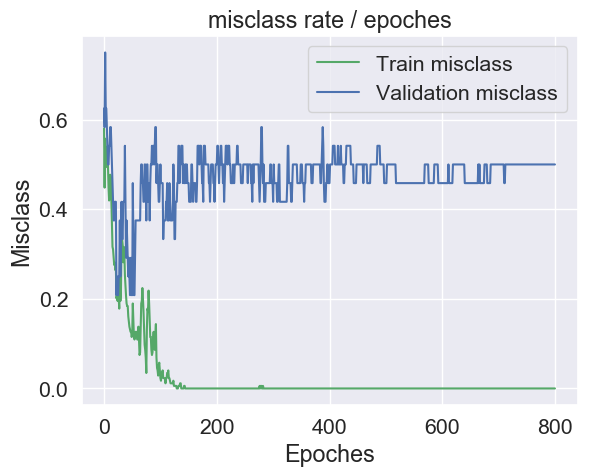 misclass rate / epoches
Train misclass
Validation misclass
Misclass
0.6
0.4
0.2
0.0
0 200 400 600 800
Epoches